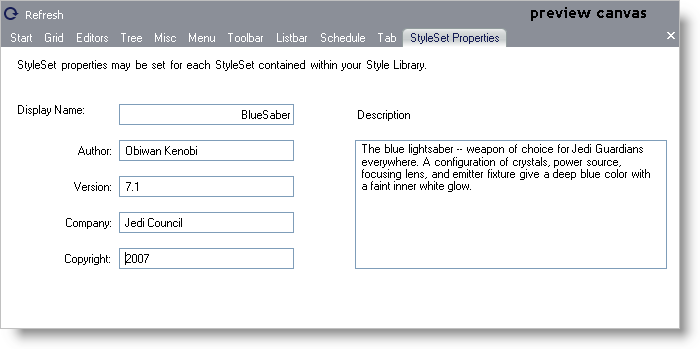 Refresh
preview canvas
Start Grid Editors Tree Misc Menu Toolbar Listbar Schedule Tab StyleSet Properties ×
StyleSet properties may be set for each StyleSet contained within your Style Library.
Display Name: BlueSaber
Author: Obiwan Kenobi
Version: 7.1
Company: Jedi Council
Copyright: 2007
Description
The blue lightsaber -- weapon of choice for Jedi Guardians
everywhere. A configuration of crystals, power source,
focusing lens, and emitter fixture give a deep blue color with
a faint inner white glow.